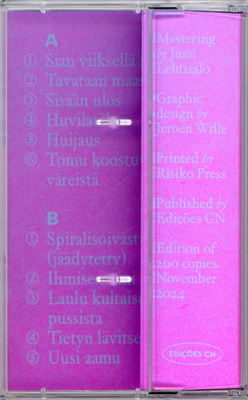 A
① Sian viiksellä
② Tavataan maas
③ Sisään ulos
④ Huvila
⑤ Huijaus
⑥ Tomu koostu
väreistä
B
① Spiralisoivast
(jäädytetty)
② Ihmise
③ Laulu kultaise
pussista
④ Tietyn lävitse
⑤ Uusi aamu
Mastering
by Jussi
Lehtisalo
Graphic
design by
Jeroen Wille
Printed by
Risiko Press
Published by
Edições CN
Edition of
200 copies.
November
2024
EDIÇÕES CN